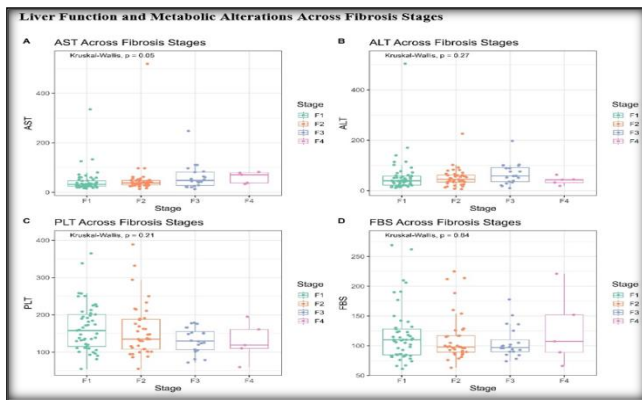 Liver Function and Metabolic Alterations Across Fibrosis Stages
A
AST Across Fibrosis Stages
Kruskal-Wallis, p = 0.05
AST
400
200
0
F1 F2 F3 F4
Stage
Stage
F1
F2
F3
F4
B
ALT Across Fibrosis Stages
Kruskal-Wallis, p = 0.27
ALT
400
200
0
F1 F2 F3 F4
Stage
Stage
F1
F2
F3
F4
C
PLT Across Fibrosis Stages
Kruskal-Wallis, p = 0.21
PLT
400
300
200
100
F1 F2 F3 F4
Stage
Stage
F1
F2
F3
F4
D
FBS Across Fibrosis Stages
Kruskal-Wallis, p = 0.84
FBS
250
200
150
100
50
F1 F2 F3 F4
Stage
Stage
F1
F2
F3
F4